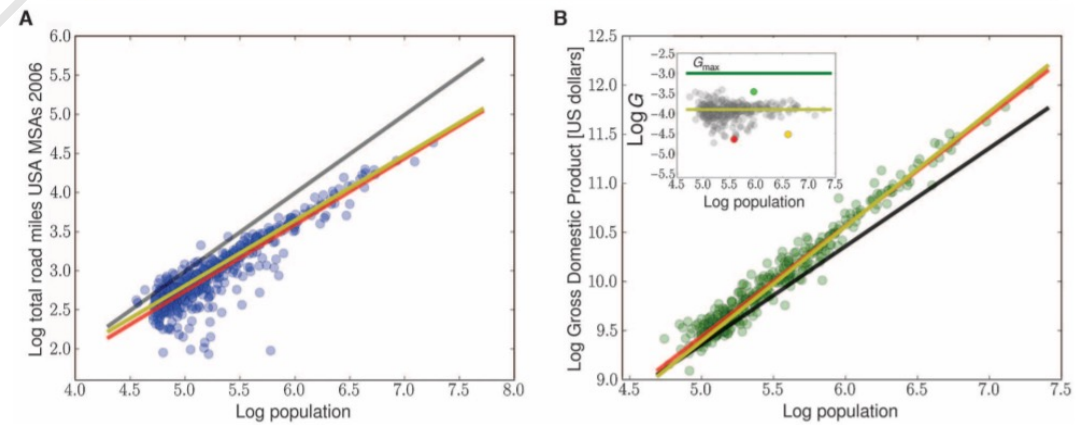 A
Log total road miles USA MSAs 2006
6.0
5.5
5.0
4.5
4.0
3.5
3.0
2.5
2.0
4.0 4.5 5.0 5.5 6.0 6.5 7.0 7.5 8.0
Log population
B
Log Gross Domestic Product [US dollars]
12.5
12.0
11.5
11.0
10.5
10.0
9.5
9.0
4.5 5.0 5.5 6.0 6.5 7.0 7.5
Log population
Log G
−2.5
−3.0
−3.5
−4.0
−4.5
−5.0
−5.5
Gmax
4.5 5.0 5.5 6.0 6.5 7.0 7.5
Log population